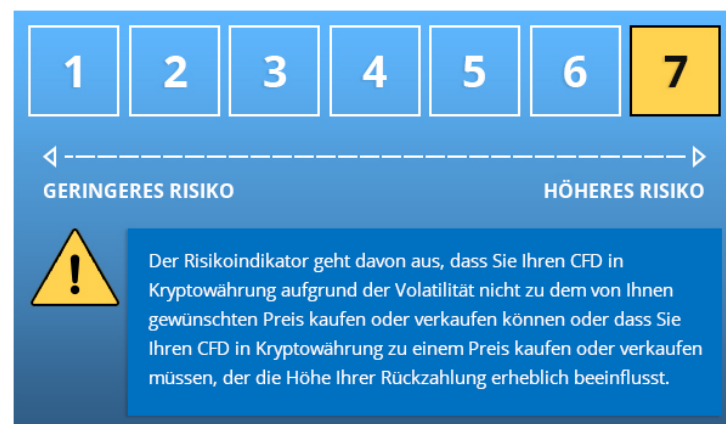 1 2 3 4 5 6 7
GERINGERES RISIKO HÖHERES RISIKO
Der Risikoindikator geht davon aus, dass Sie Ihren CFD in
Kryptowährung aufgrund der Volatilität nicht zu dem von Ihnen
gewünschten Preis kaufen oder verkaufen können oder dass Sie
Ihren CFD in Kryptowährung zu einem Preis kaufen oder verkaufen
müssen, der die Höhe Ihrer Rückzahlung erheblich beeinflusst.